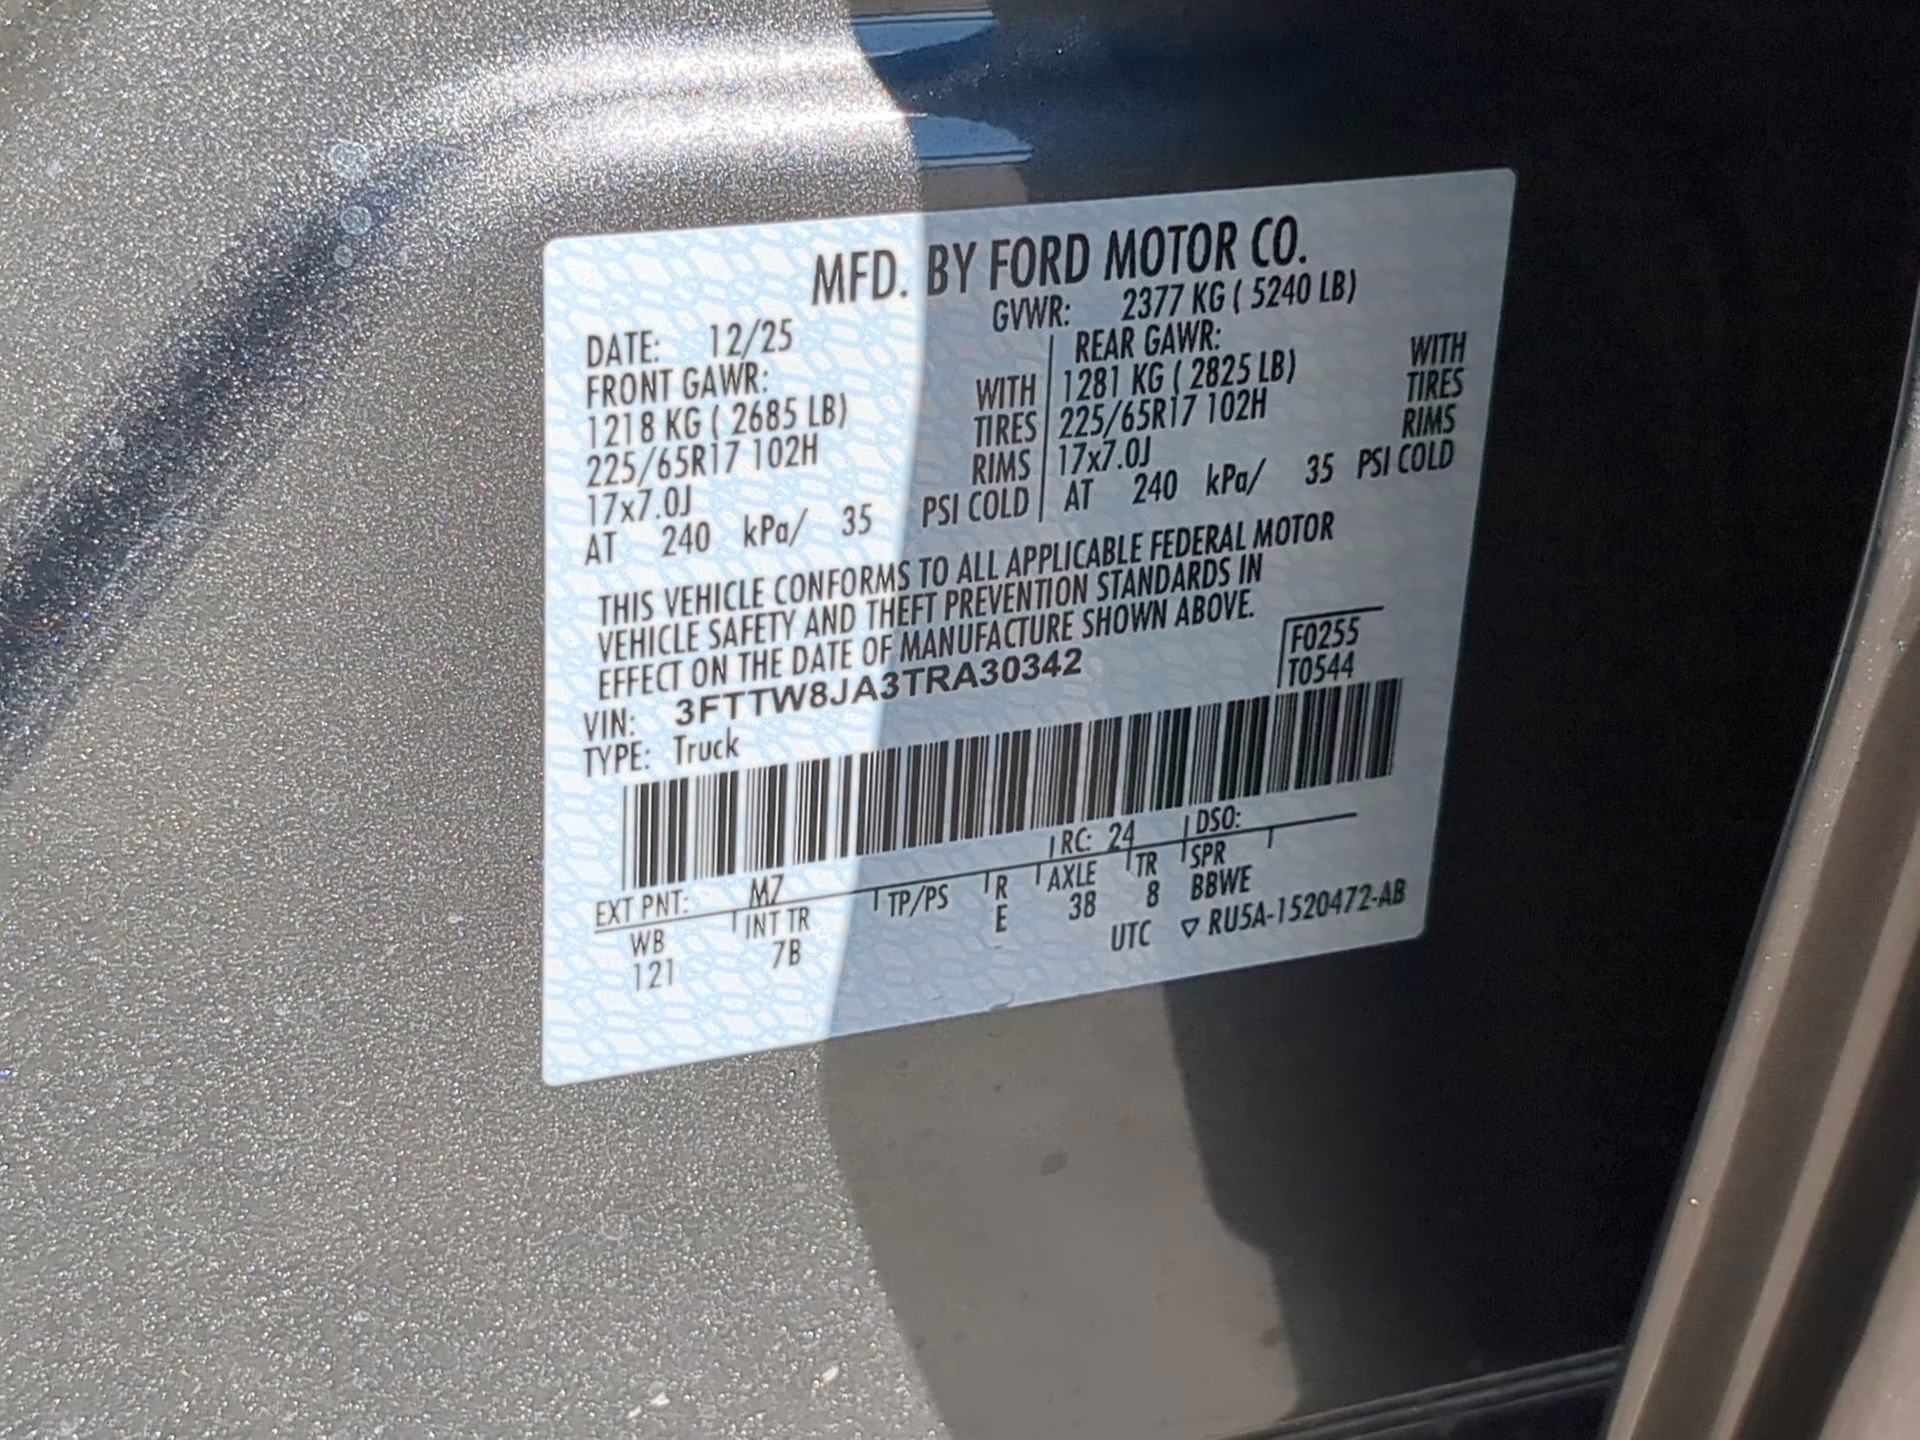 MFD. BY FORD MOTOR CO.
DATE: 12/25 GVWR: 2377 KG ( 5240 LB)
FRONT GAWR: REAR GAWR:
1218 KG ( 2685 LB) WITH 1281 KG ( 2825 LB) WITH
225/65R17 102H TIRES 225/65R17 102H TIRES
17x7.0J RIMS 17x7.0J RIMS
AT 240 kPa/ 35 PSI COLD AT 240 kPa/ 35 PSI COLD
THIS VEHICLE CONFORMS TO ALL APPLICABLE FEDERAL MOTOR
VEHICLE SAFETY AND THEFT PREVENTION STANDARDS IN
EFFECT ON THE DATE OF MANUFACTURE SHOWN ABOVE.
VIN: 3FTTW8JA3TRA30342 F0255
TYPE: Truck T0544
EXT PNT: M7 RC: 24 DSO:
WB INT TR TP/PS R AXLE TR SPR
121 7B E 38 8 BBWE
UTC ▽ RU5A-1520472-AB